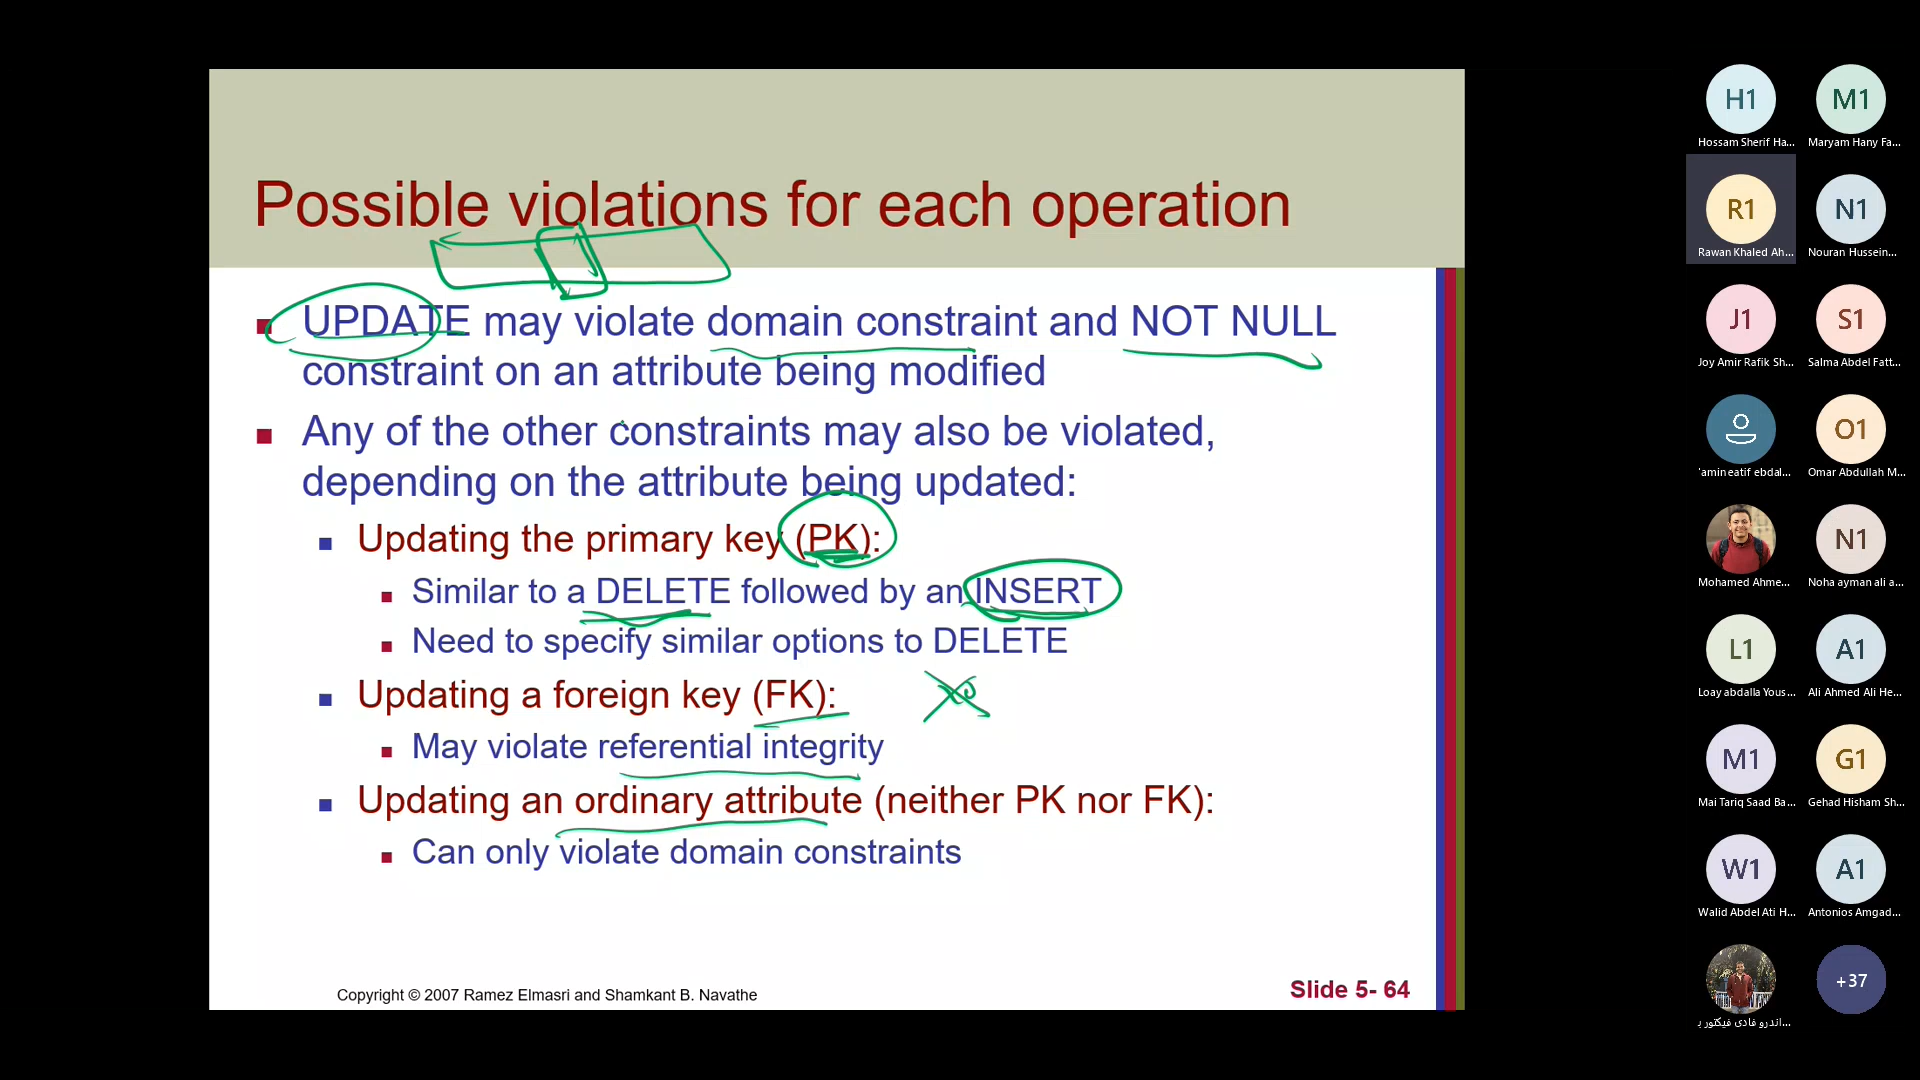 Possible violations for each operation
UPDATE may violate domain constraint and NOT NULL
constraint on an attribute being modified
Any of the other constraints may also be violated,
depending on the attribute being updated:
Updating the primary key (PK):
Similar to a DELETE followed by an INSERT
Need to specify similar options to DELETE
Updating a foreign key (FK):
May violate referential integrity
Updating an ordinary attribute (neither PK nor FK):
Can only violate domain constraints
Copyright © 2007 Ramez Elmasri and Shamkant B. Navathe
Slide 5- 64
H1
M1
Hossam Sherif Ha...
Maryam Hany Fa...
R1
N1
Rawan Khaled Ah...
Nouran Hussein...
J1
S1
Joy Amir Rafik Sh...
Salma Abdel Fatt...
O1
'amin eatif ebdal...
Omar Abdullah M...
N1
Mohamed Ahme...
Noha ayman ali a...
L1
A1
Loay abdalla Yous...
Ali Ahmed Ali He...
M1
G1
Mai Tariq Saad Ba...
Gehad Hisham Sh...
W1
A1
Walid Abdel Ati H...
Antonios Amgad...
+37
اندرو فادى فيكتور ب...